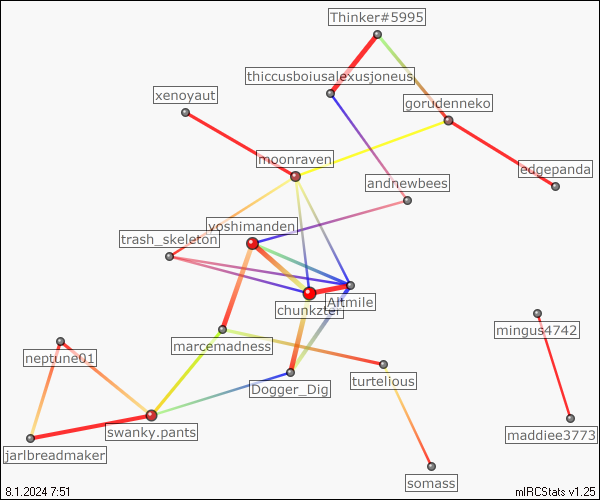 Thinker#5995
thiccusboiusalexusjoneus
xenoyaut
gorudenneko
moonraven
edgepanda
andnewbees
yoshimanden
trash_skeleton
Altmile
chunkzter
mingus4742
marcemadness
neptune01
turtelious
Dogger_Dig
swanky.pants
maddiee3773
jarlbreadmaker
somass
8.1.2024 7:51
mIRCStats v1.25